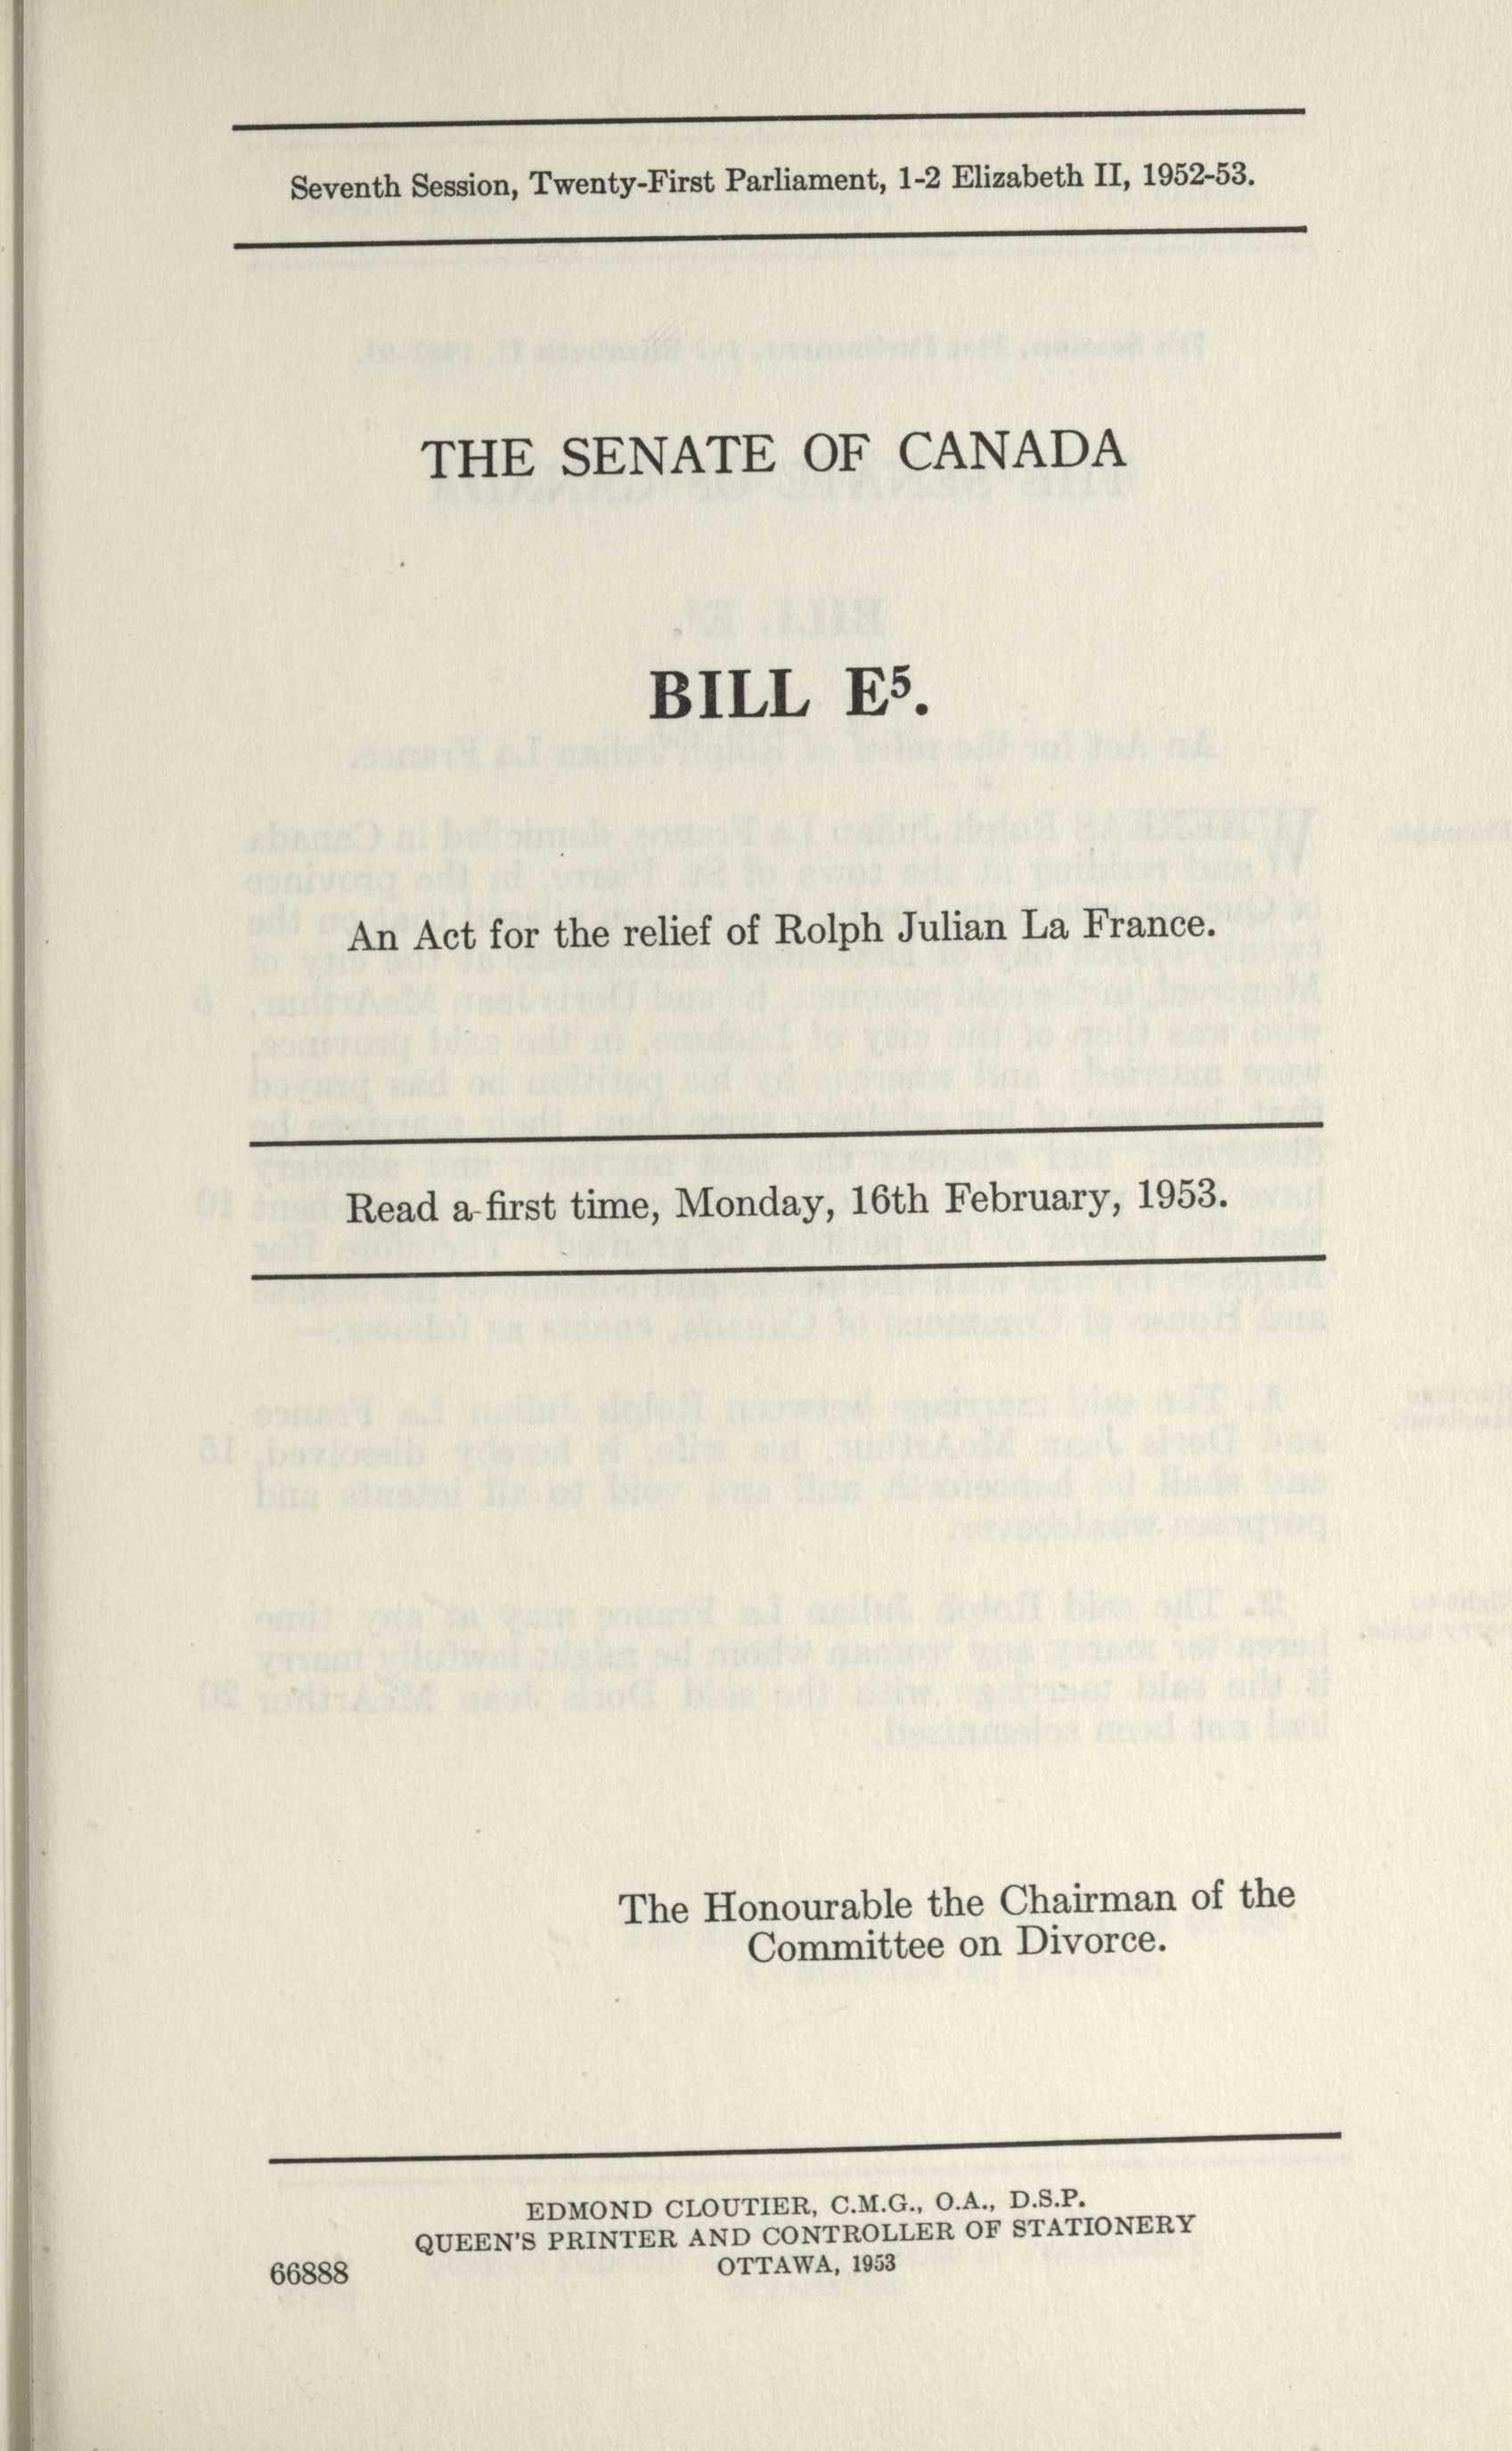 Seventh Session, Twenty-First Parliament, 1-2 Elizabeth II, 1952-53.
THE SENATE OF CANADA
BILL E⁵.
An Act for the relief of Rolph Julian La France.
Read a first time, Monday, 16th February, 1953.
The Honourable the Chairman of the
Committee on Divorce.
EDMOND CLOUTIER, C.M.G., O.A., D.S.P.
QUEEN'S PRINTER AND CONTROLLER OF STATIONERY
OTTAWA, 1953
66888